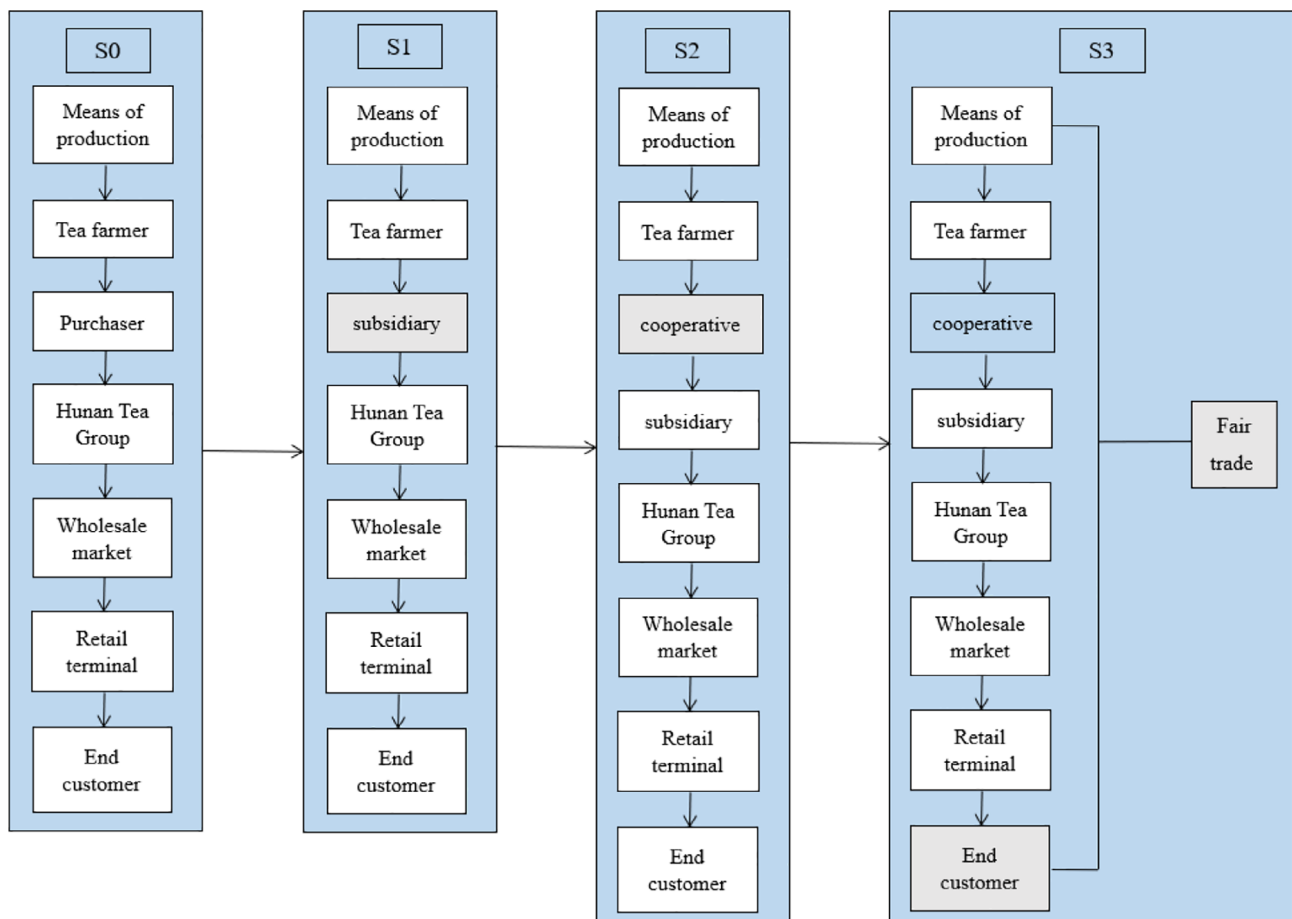 S0
Means of
production
Tea farmer
Purchaser
Hunan Tea
Group
Wholesale
market
Retail
terminal
End
customer
S1
Means of
production
Tea farmer
subsidiary
Hunan Tea
Group
Wholesale
market
Retail
terminal
End
customer
S2
Means of
production
Tea farmer
cooperative
subsidiary
Hunan Tea
Group
Wholesale
market
Retail
terminal
End
customer
S3
Means of
production
Tea farmer
cooperative
subsidiary
Hunan Tea
Group
Wholesale
market
Retail
terminal
End
customer
Fair
trade